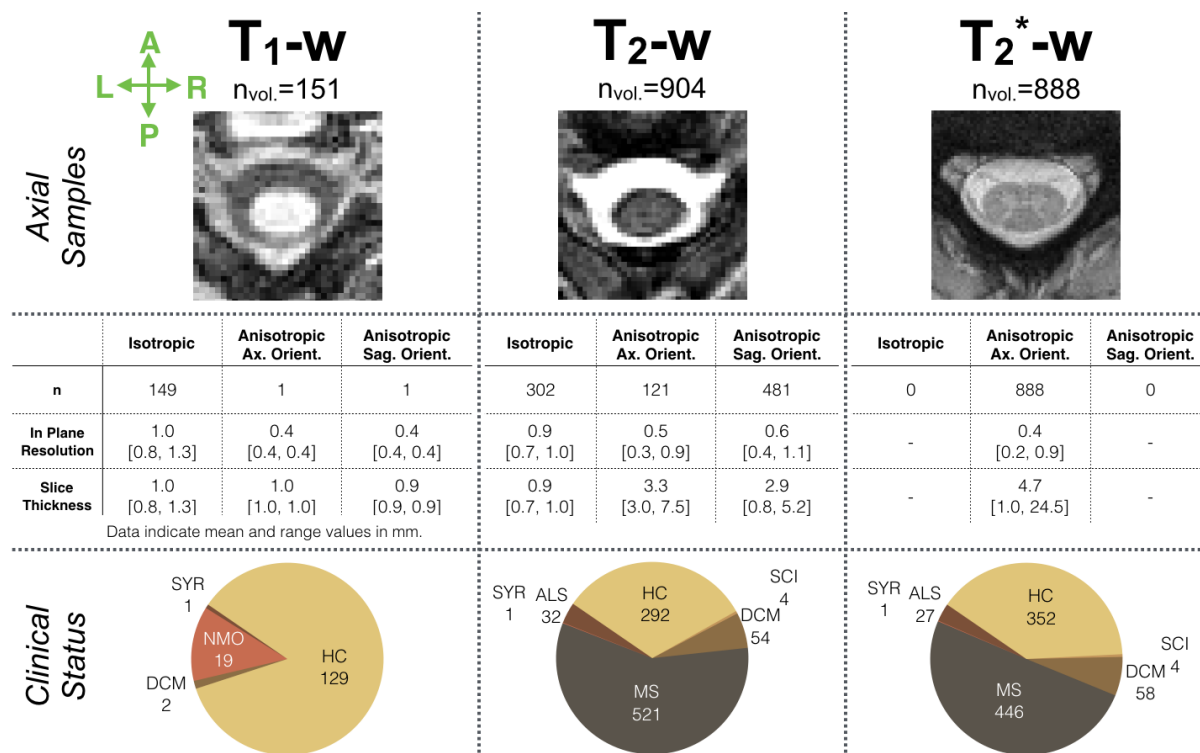 T1-w
nvol.=151
T2-w
nvol.=904
T2*-w
nvol.=888
A
L R
P
Axial
Samples
Isotropic
Anisotropic
Ax. Orient.
Anisotropic
Sag. Orient.
Isotropic
Anisotropic
Ax. Orient.
Anisotropic
Sag. Orient.
Isotropic
Anisotropic
Ax. Orient.
Anisotropic
Sag. Orient.
n 149 1 1 302 121 481 0 888 0
In Plane
Resolution
1.0 0.4 0.4 0.9 0.5 0.6 - 0.4 -
[0.8, 1.3] [0.4, 0.4] [0.4, 0.4] [0.7, 1.0] [0.3, 0.9] [0.4, 1.1] [0.2, 0.9]
Slice
Thickness
1.0 1.0 0.9 0.9 3.3 2.9 - 4.7 -
[0.8, 1.3] [1.0, 1.0] [0.9, 0.9] [0.7, 1.0] [3.0, 7.5] [0.8, 5.2] [1.0, 24.5]
Data indicate mean and range values in mm.
Clinical
Status
SYR
1
NMO
19
DCM
2
HC
129
SYR
1
ALS
32
HC
292
SCI
4
DCM
54
MS
521
SYR
1
ALS
27
HC
352
SCI
4
DCM
58
MS
446